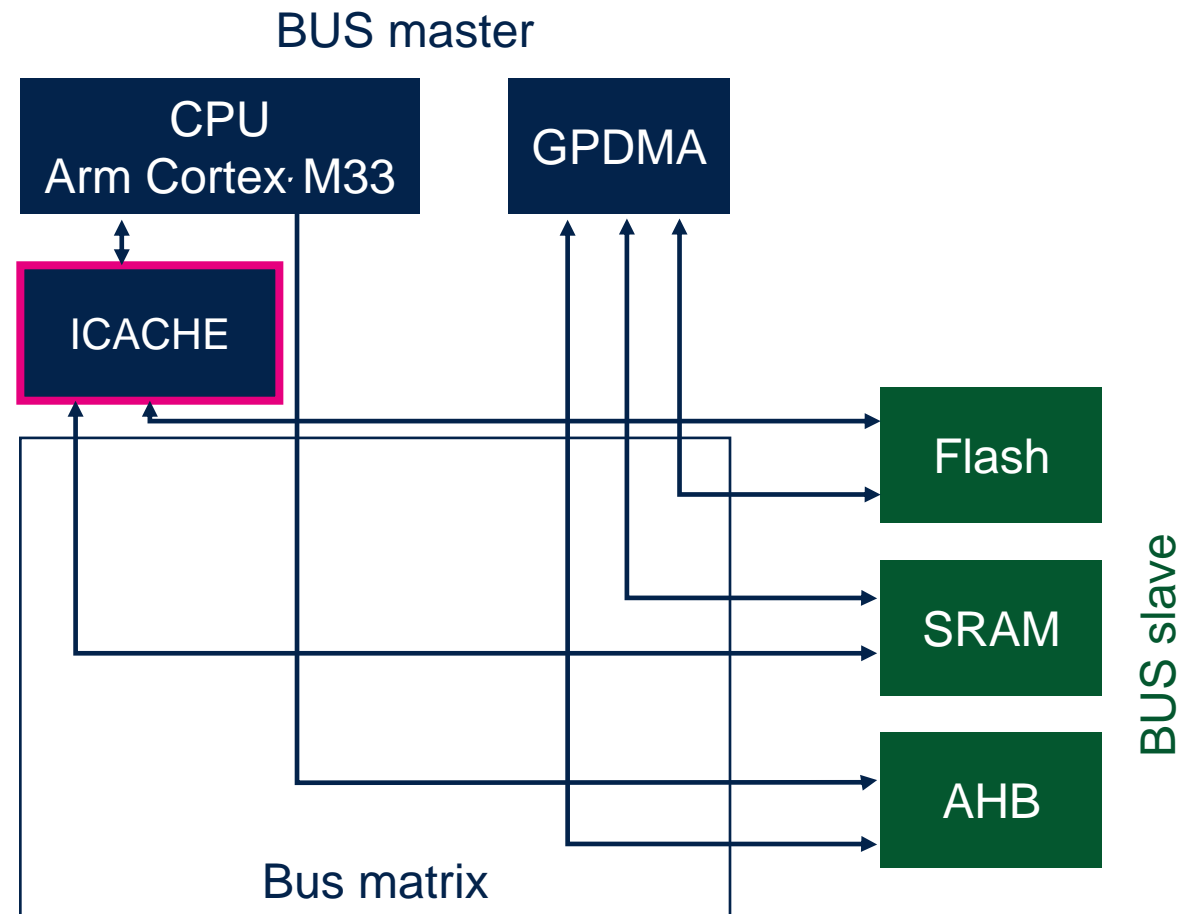 BUS master
CPU
Arm Cortex-M33
GPDMA
ICACHE
Flash
SRAM
BUS slave
AHB
Bus matrix